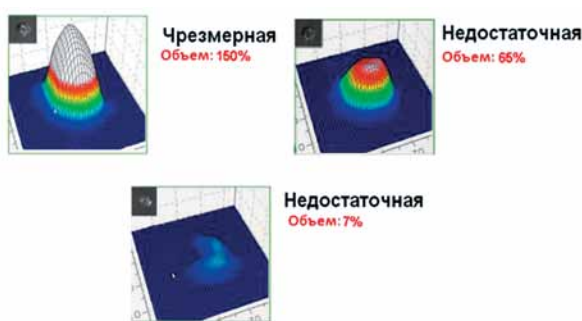 Чрезмерная
Объем: 150%
Недостаточная
Объем: 65%
Недостаточная
Объем: 7%